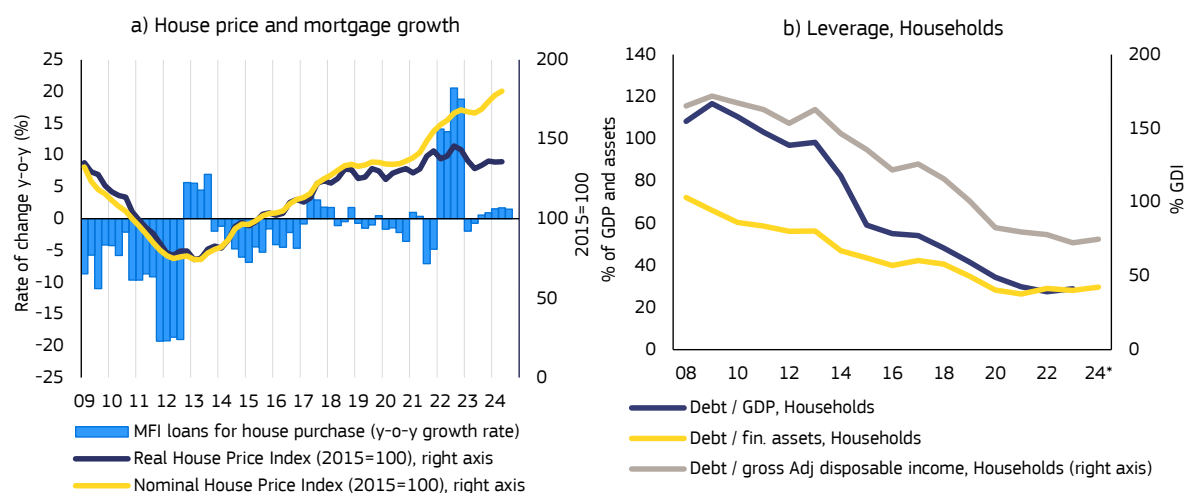 a) House price and mortgage growth
Rate of change y-o-y (%)
25
20
15
10
5
0
-5
-10
-15
-20
-25
200
150
100
50
0
2015=100
09 10 11 12 13 14 15 16 17 18 19 20 21 22 23 24
MFI loans for house purchase (y-o-y growth rate)
Real House Price Index (2015=100), right axis
Nominal House Price Index (2015=100), right axis
b) Leverage, Households
% of GDP and assets
140
120
100
80
60
40
20
0
200
150
100
50
0
% GDI
08 10 12 14 16 18 20 22 24*
Debt / GDP, Households
Debt / fin. assets, Households
Debt / gross Adj disposable income, Households (right axis)